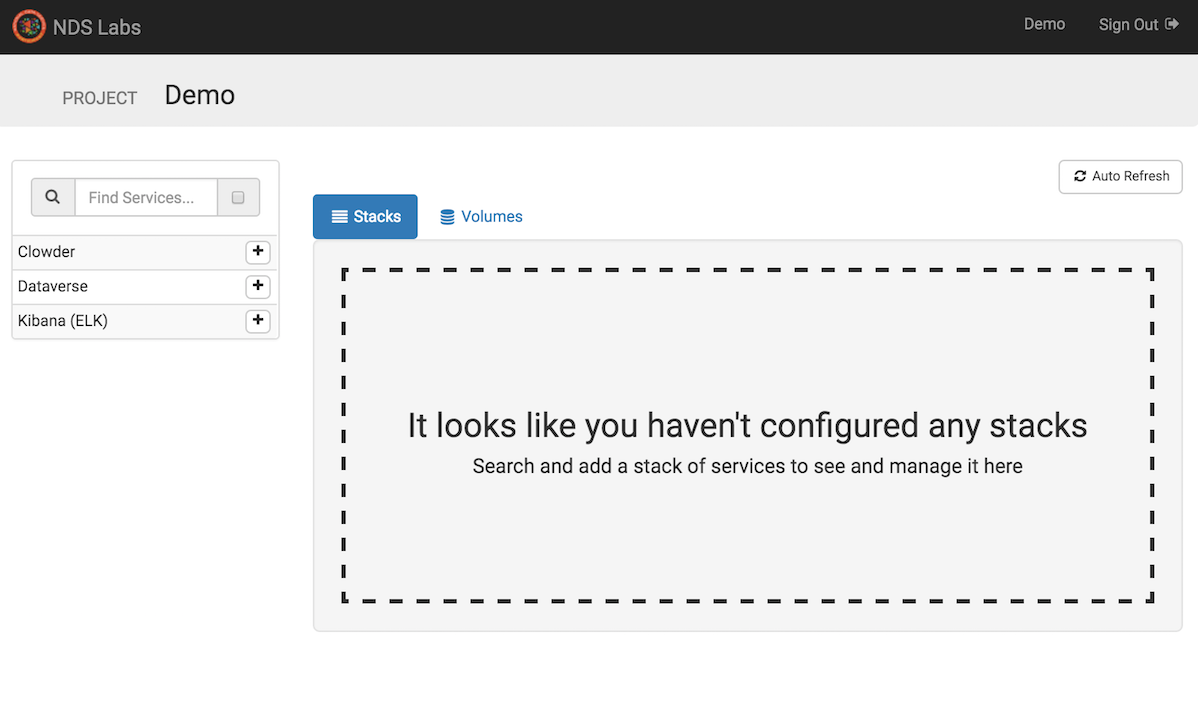 NDS Labs
Demo
Sign Out
PROJECT Demo
Find Services...
Clowder
Dataverse
Kibana (ELK)
Auto Refresh
Stacks
Volumes
It looks like you haven't configured any stacks
Search and add a stack of services to see and manage it here